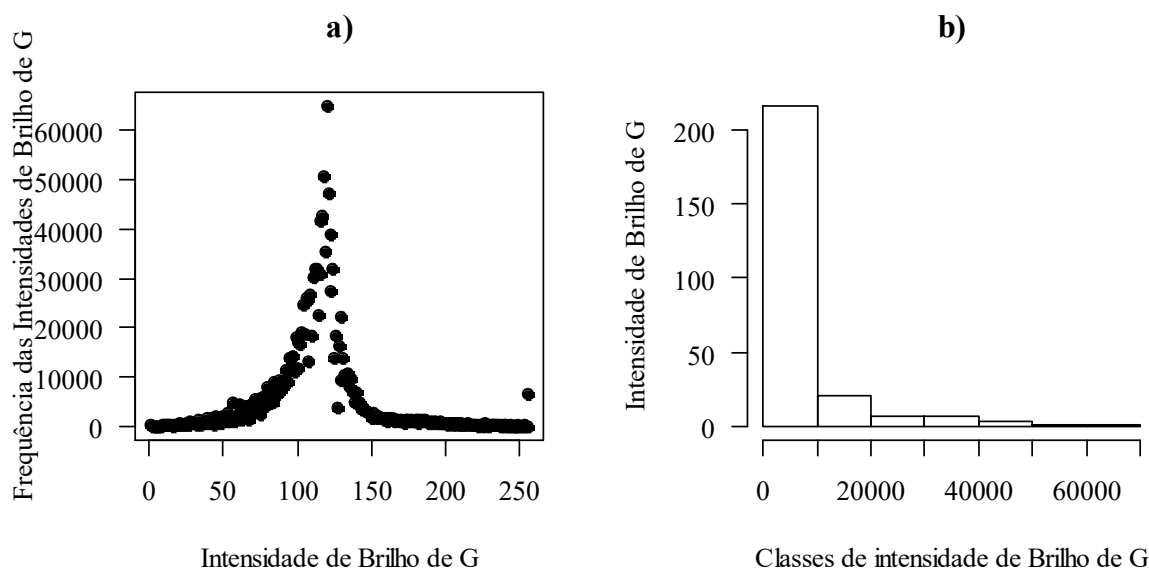 a)
Frequência das Intensidades de Brilho de G
60000
50000
40000
30000
20000
10000
0
0 50 100 150 200 250
Intensidade de Brilho de G
b)
Intensidade de Brilho de G
200
150
100
50
0
0 20000 40000 60000
Classes de intensidade de Brilho de G